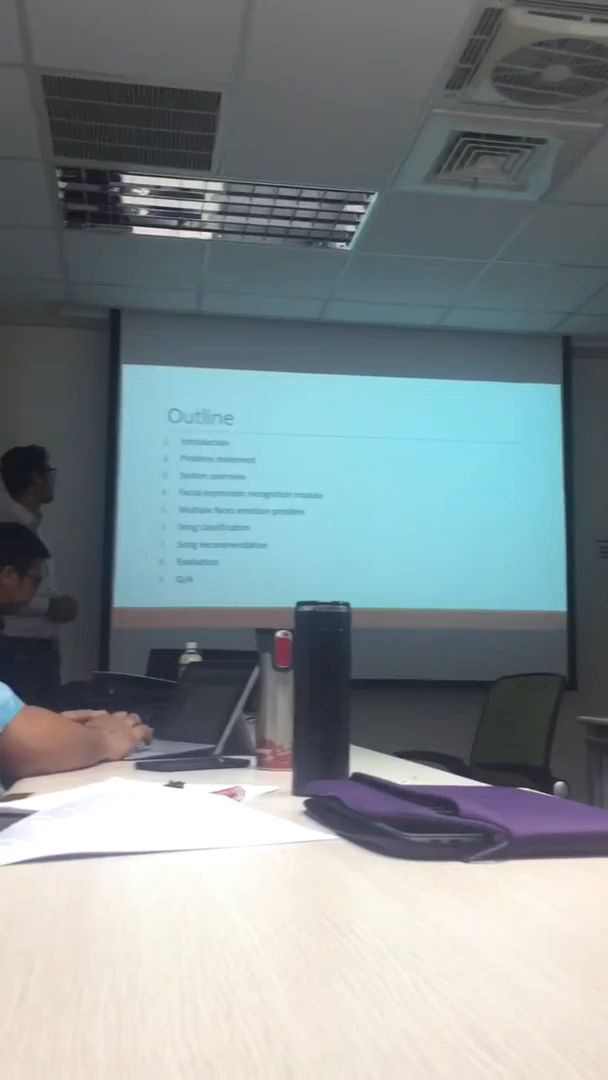 Outline
1. Introduction
2. Problem statement
3. System overview
4. Facial expression recognition module
5. Multiple faces emotion problem
6. Song classification
7. Song recommendation
8. Evaluation
9. Q/A